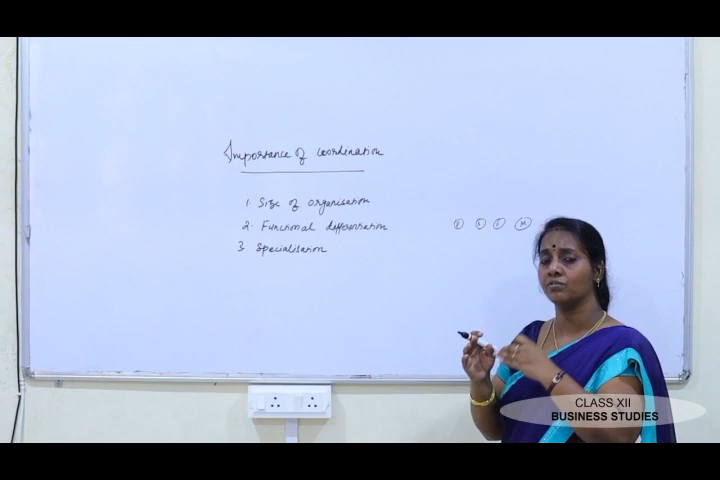 Importance of coordination
1. Size of organisation
2. Functional differentiation
3 Specialisation
CLASS XII
BUSINESS STUDIES